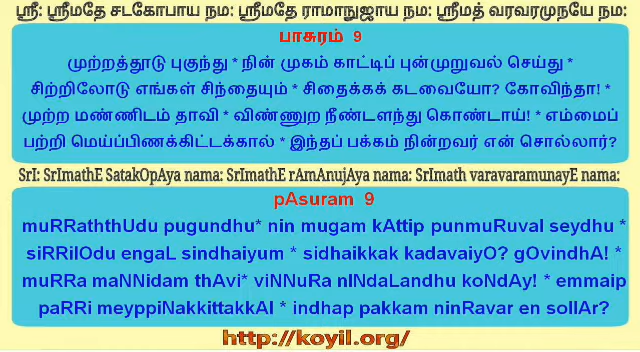 ஸ்ரீ: ஸ்ரீமதே சடகோபாய நம: ஸ்ரீமதே ராமாநுஜாய நம: ஸ்ரீமத் வரவரமுநயே நம:
பாசுரம் 9
முற்றத்தூடு புகுந்து * நின் முகம் காட்டிப் புன்முறுவல் செய்து *
சிற்றிலோடு எங்கள் சிந்தையும் * சிதைக்கக் கடவையோ? கோவிந்தா! *
முற்ற மண்ணிடம் தாவி * விண்ணுற நீண்டளந்து கொண்டாய்! * எம்மைப்
பற்றி மெய்ப்பிணக்கிட்டக்கால் * இந்தப் பக்கம் நின்றவர் என் சொல்லார்?
SrI: SrImathE SatakOpAya nama: SrImathE rAmAnujAya nama: SrImath varavaramunayE nama:
pAsuram 9
muRRaththUdu pugundhu* nin mugam kAttip punmuRuval seydhu *
siRRilOdu engaL sindhaiyum * sidhaikkak kadavaiyO? gOvindhA! *
muRRa maNNidam thAvi* viNNuRa nINdaLandhu koNdAy! * emmaip
paRRi meyppiNakkittakkAl * indhap pakkam ninRavar en sollAr?
http://koyil.org/